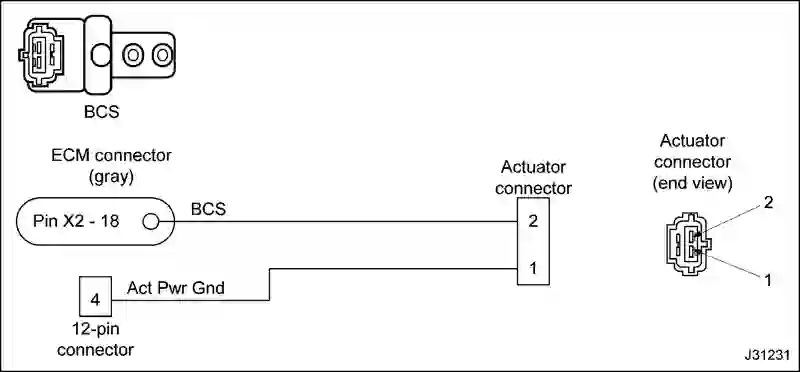 BCS
ECM connector
(gray)
Pin X2 - 18
BCS
Actuator
connector
2
1
4
Act Pwr Gnd
12-pin
connector
Actuator
connector
(end view)
2
1
J31231